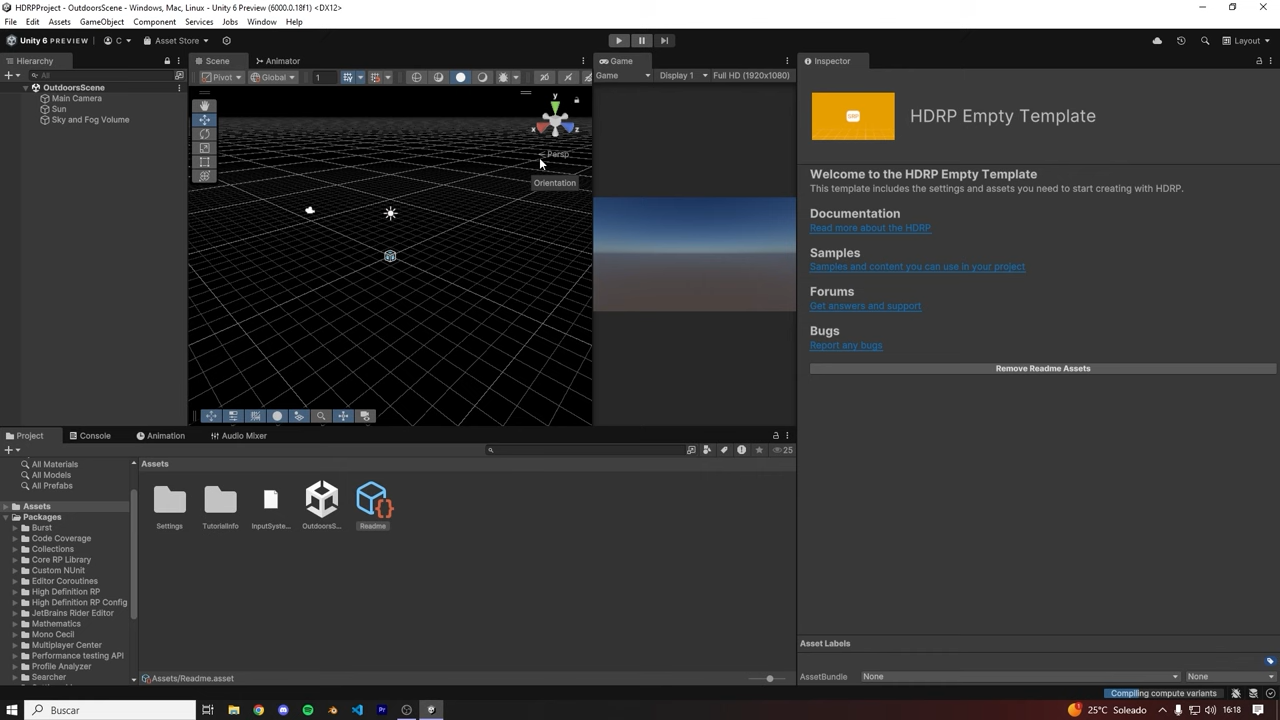 HDRPProject - OutdoorsScene - Windows, Mac, Linux - Unity 6 Preview (6000.0.18f1) <DX12>
File Edit Assets GameObject Component Services Jobs Window Help
Unity 6 PREVIEW C Asset Store Layout
Hierarchy
All
OutdoorsScene
Main Camera
Sun
Sky and Fog Volume
Scene Animator
Pivot Global 1
y
x
z
Persp
Orientation
Game
Game Display 1 Full HD (1920x1080)
Inspector
HDRP Empty Template
Welcome to the HDRP Empty Template
This template includes the settings and assets you need to start creating with HDRP.
Documentation
Read more about the HDRP
Samples
Samples and content you can use in your project
Forums
Get answers and support
Bugs
Report any bugs
Remove Readme Assets
Project Console Animation Audio Mixer
25
All Materials
All Models
All Prefabs
Assets
Packages
Burst
Code Coverage
Collections
Core RP Library
Custom NUnit
Editor Coroutines
High Definition RP
High Definition RP Config
JetBrains Rider Editor
Mathematics
Mono Cecil
Multiplayer Center
Performance testing API
Profile Analyzer
Searcher
Assets
Settings TutorialInfo InputSyste... OutdoorsS... Readme
Assets/Readme.asset
Asset Labels
AssetBundle None None
Compiling compute variants
Buscar
25°C Soleado 16:18